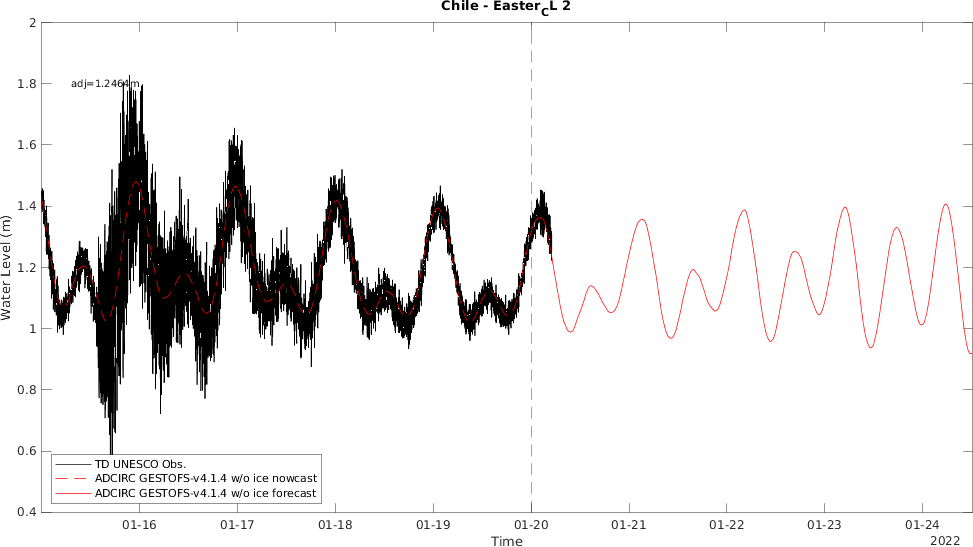 Chile - Easter_CL 2
adj=1.2464m
Water Level (m)
2
1.8
1.6
1.4
1.2
1
0.8
0.6
0.4
TD UNESCO Obs.
ADCIRC GESTOFS-v4.1.4 w/o ice nowcast
ADCIRC GESTOFS-v4.1.4 w/o ice forecast
01-16 01-17 01-18 01-19 01-20 01-21 01-22 01-23 01-24
Time
2022